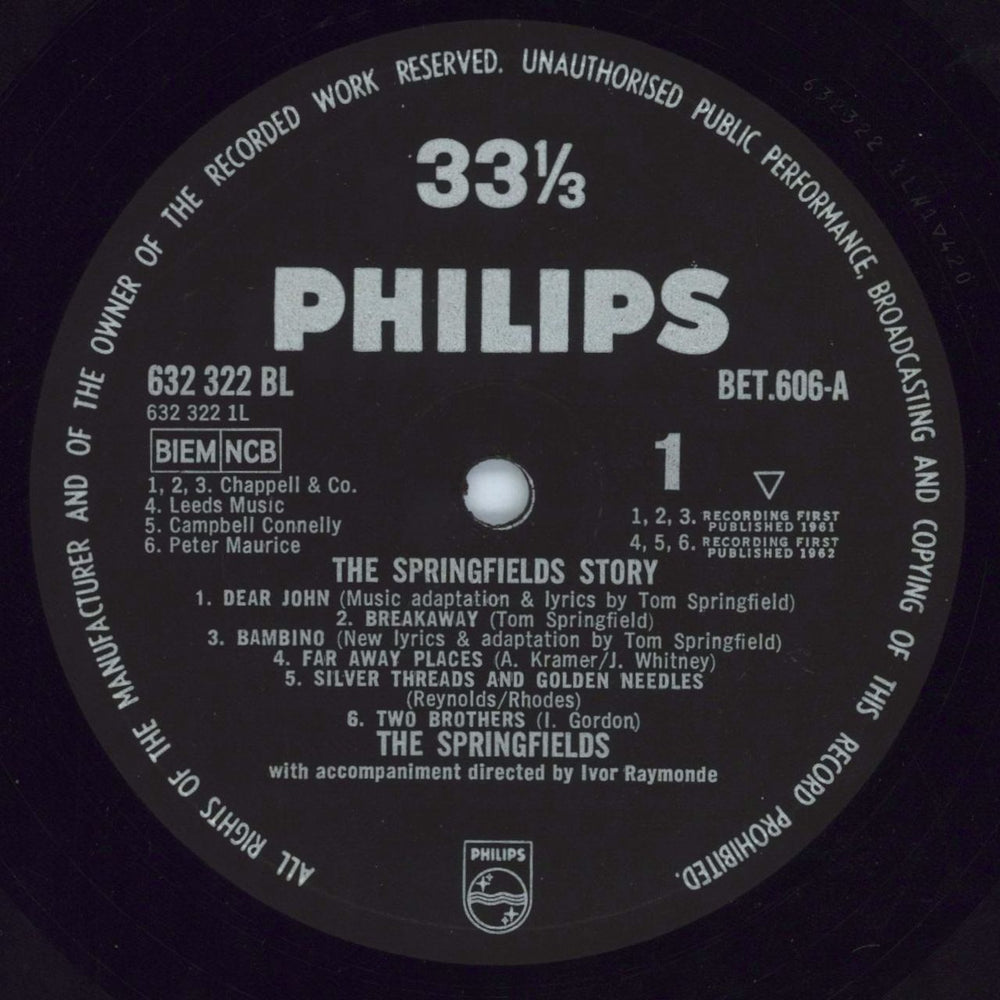 ALL RIGHTS OF THE MANUFACTURER AND OF THE OWNER OF THE RECORDED WORK RESERVED. UNAUTHORISED PUBLIC PERFORMANCE, BROADCASTING AND COPYING OF THIS RECORD PROHIBITED.
33⅓
PHILIPS
632 322 BL
BET.606-A
632 322 1L
BIEM NCB
1
▽
1, 2, 3. Chappell & Co.
4. Leeds Music
5. Campbell Connelly
6. Peter Maurice
1, 2, 3. RECORDING FIRST
PUBLISHED 1961
4, 5, 6. RECORDING FIRST
PUBLISHED 1962
THE SPRINGFIELDS STORY
1. DEAR JOHN (Music adaptation & lyrics by Tom Springfield)
2. BREAKAWAY (Tom Springfield)
3. BAMBINO (New lyrics & adaptation by Tom Springfield)
4. FAR AWAY PLACES (A. Kramer/J. Whitney)
5. SILVER THREADS AND GOLDEN NEEDLES
(Reynolds/Rhodes)
6. TWO BROTHERS (I. Gordon)
THE SPRINGFIELDS
with accompaniment directed by Ivor Raymonde
PHILIPS